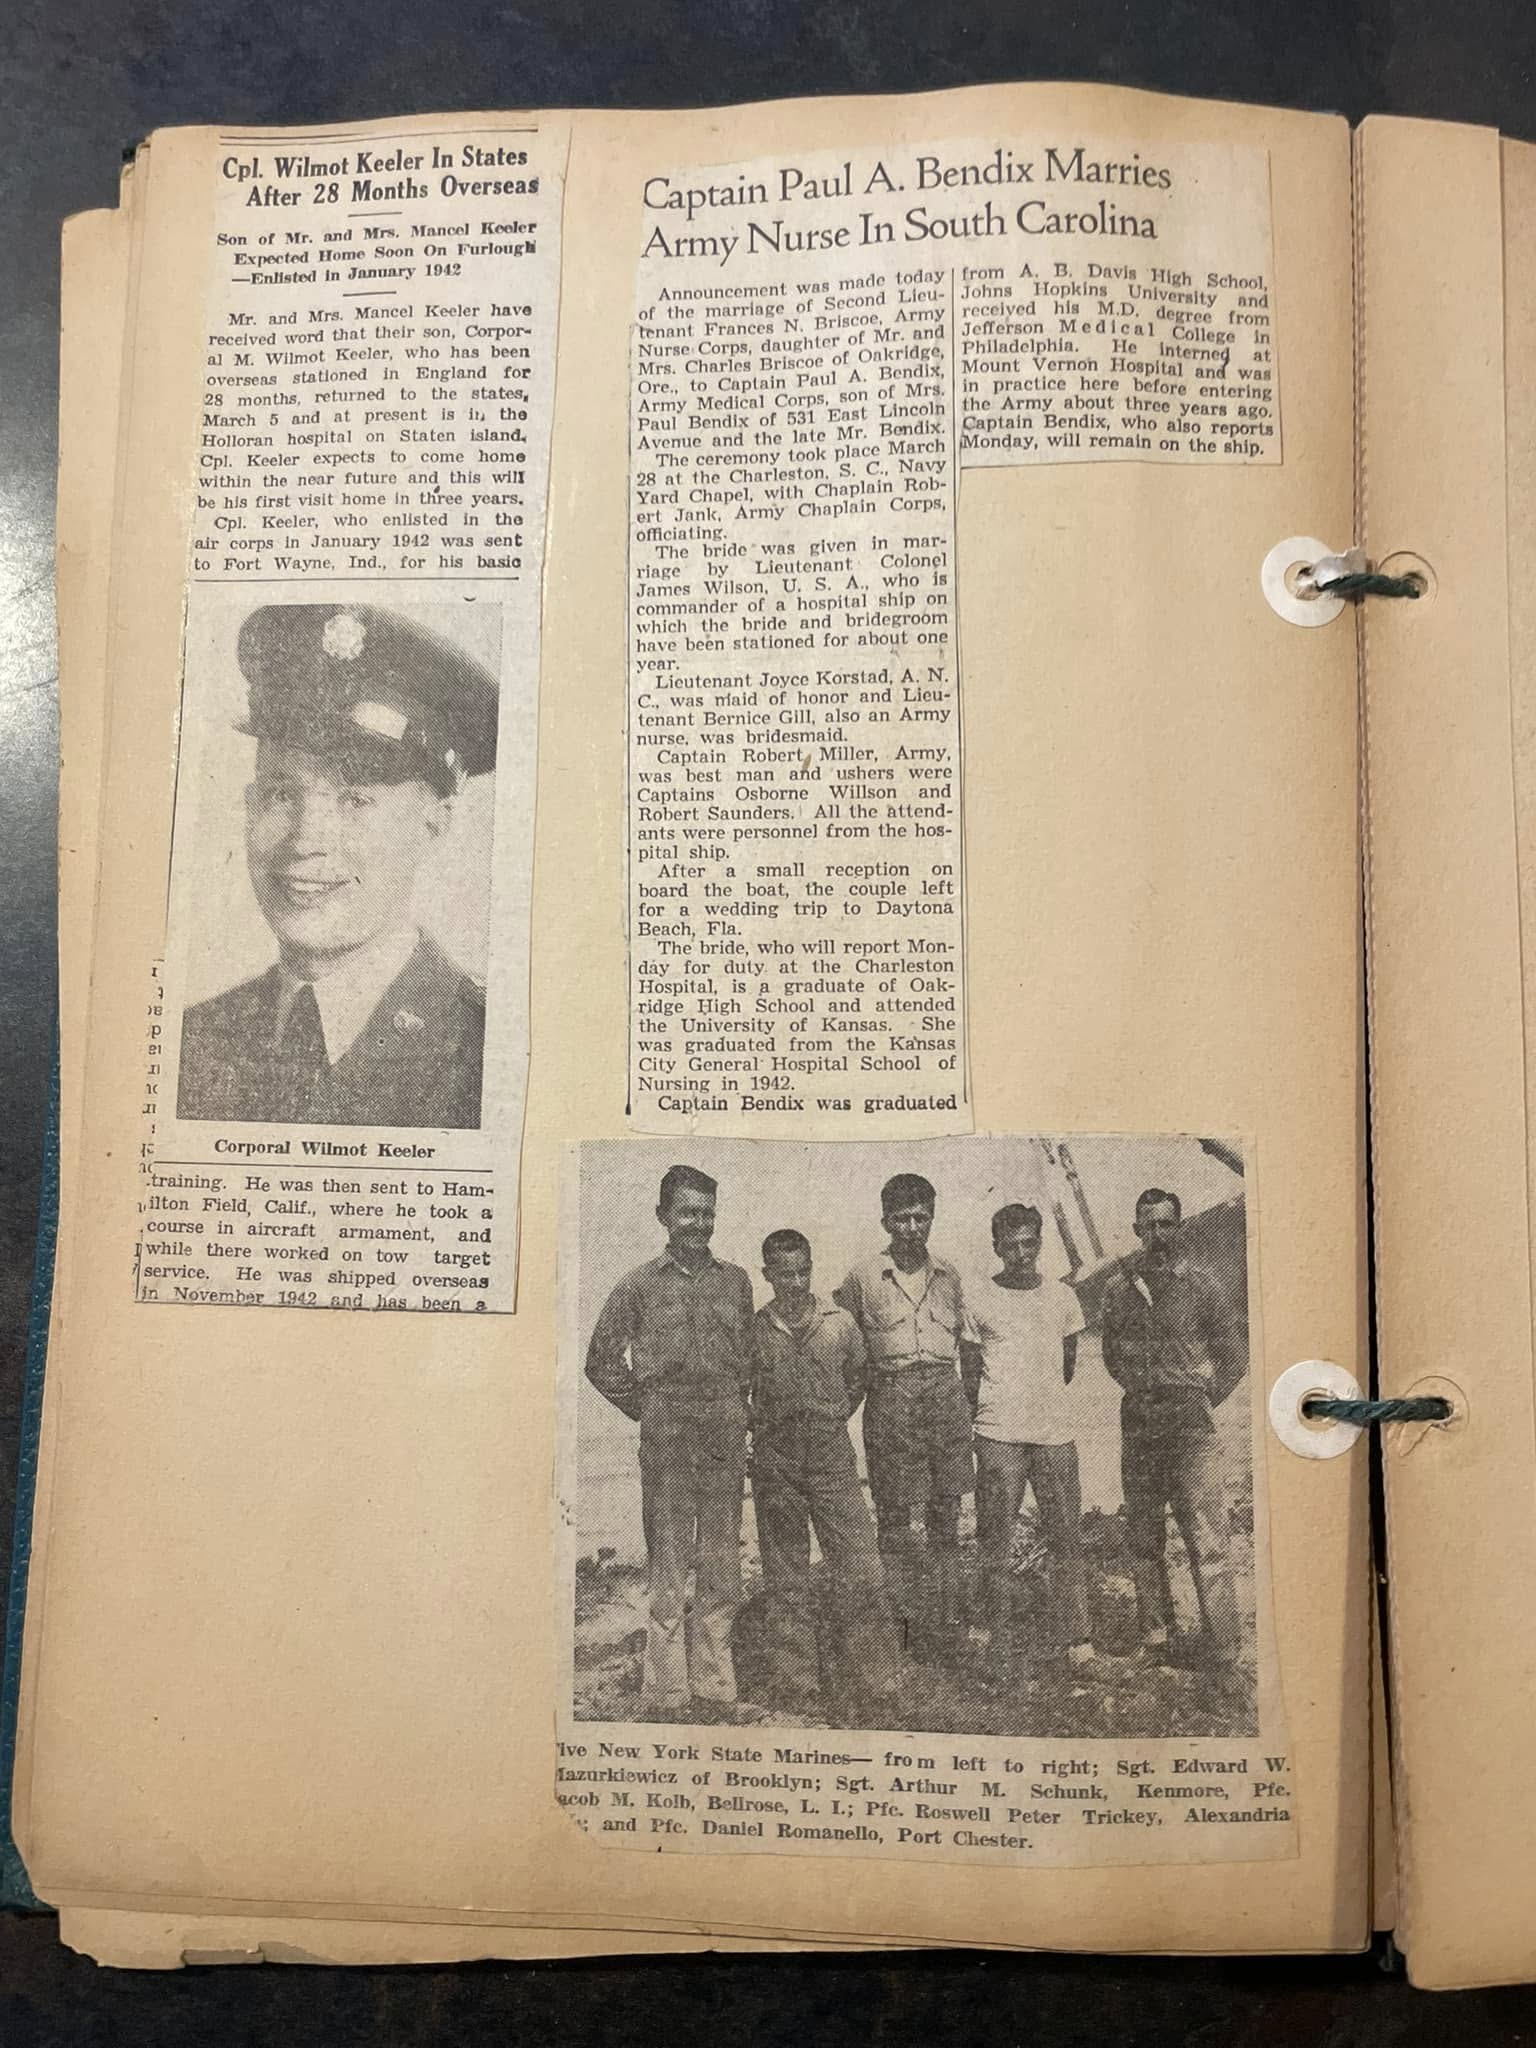 Cpl. Wilmot Keeler In States
After 28 Months Overseas
Son of Mr. and Mrs. Mancel Keeler
Expected Home Soon On Furlough
—Enlisted in January 1942
Mr. and Mrs. Mancel Keeler have
received word that their son, Corpor-
al M. Wilmot Keeler, who has been
overseas stationed in England for
28 months, returned to the states,
March 5 and at present is in the
Holloran hospital on Staten island.
Cpl. Keeler expects to come home
within the near future and this will
be his first visit home in three years.
Cpl. Keeler, who enlisted in the
air corps in January 1942 was sent
to Fort Wayne, Ind., for his basic
Corporal Wilmot Keeler
training. He was then sent to Ham-
ilton Field, Calif., where he took a
course in aircraft armament, and
while there worked on tow target
service. He was shipped overseas
in November 1942 and has been a
Captain Paul A. Bendix Marries
Army Nurse In South Carolina
Announcement was made today
of the marriage of Second Lieu-
tenant Frances N. Briscoe, Army
Nurse Corps, daughter of Mr. and
Mrs. Charles Briscoe of Oakridge,
Ore., to Captain Paul A. Bendix,
Army Medical Corps, son of Mrs.
Paul Bendix of 531 East Lincoln
Avenue and the late Mr. Bendix.
The ceremony took place March
28 at the Charleston, S. C., Navy
Yard Chapel, with Chaplain Rob-
ert Jank, Army Chaplain Corps,
officiating.
The bride was given in mar-
riage by Lieutenant Colonel
James Wilson, U. S. A., who is
commander of a hospital ship on
which the bride and bridegroom
have been stationed for about one
year.
Lieutenant Joyce Korstad, A. N.
C., was maid of honor and Lieu-
tenant Bernice Gill, also an Army
nurse, was bridesmaid.
Captain Robert Miller, Army,
was best man and ushers were
Captains Osborne Willson and
Robert Saunders. All the attend-
ants were personnel from the hos-
pital ship.
After a small reception on
board the boat, the couple left
for a wedding trip to Daytona
Beach, Fla.
The bride, who will report Mon-
day for duty at the Charleston
Hospital, is a graduate of Oak-
ridge High School and attended
the University of Kansas. She
was graduated from the Kansas
City General Hospital School of
Nursing in 1942.
Captain Bendix was graduated
from A. B. Davis High School,
Johns Hopkins University and
received his M.D. degree from
Jefferson Medical College in
Philadelphia. He interned at
Mount Vernon Hospital and was
in practice here before entering
the Army about three years ago.
Captain Bendix, who also reports
Monday, will remain on the ship.
ive New York State Marines— from left to right; Sgt. Edward W.
azurkiewicz of Brooklyn; Sgt. Arthur M. Schunk, Kenmore, Pfc.
acob M. Kolb, Bellrose, L. I.; Pfc. Roswell Peter Trickey, Alexandria
; and Pfc. Daniel Romanello, Port Chester.